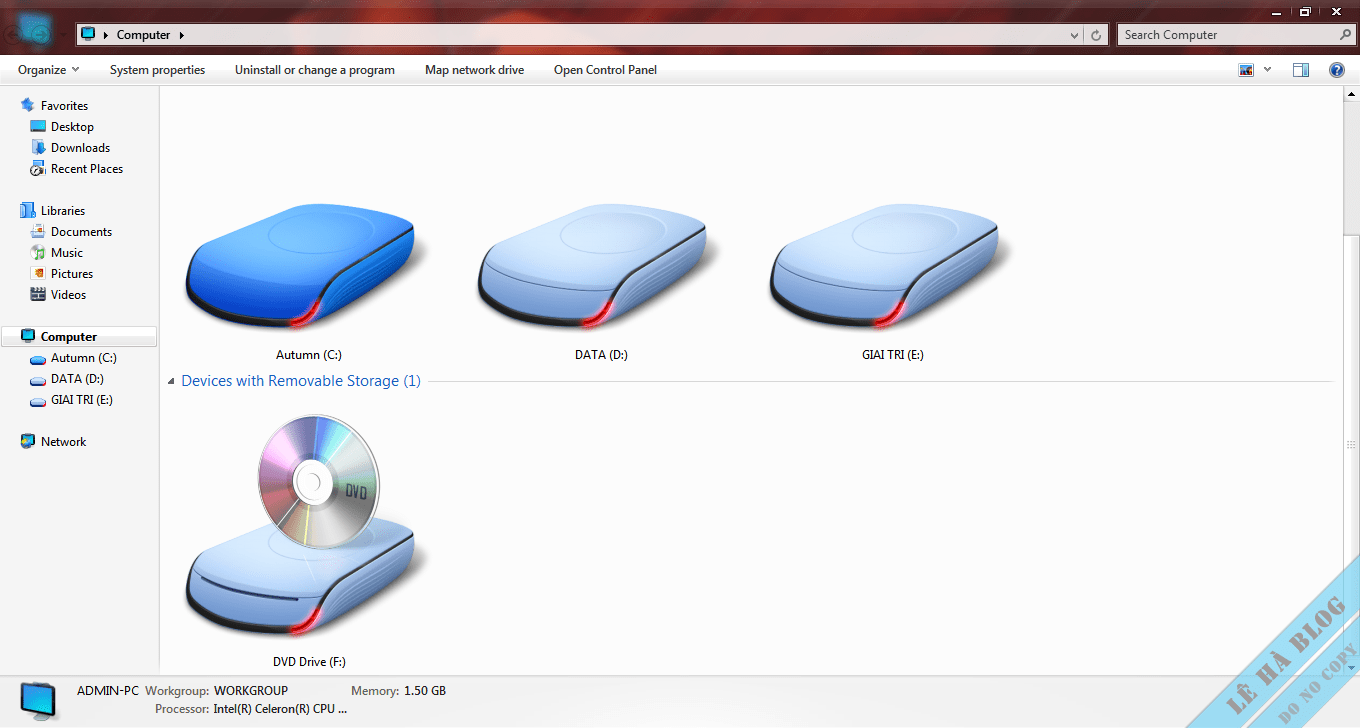 Computer
Search Computer
Organize
System properties
Uninstall or change a program
Map network drive
Open Control Panel
Favorites
Desktop
Downloads
Recent Places
Libraries
Documents
Music
Pictures
Videos
Computer
Autumn (C:)
DATA (D:)
GIAI TRI (E:)
Network
Autumn (C:)
DATA (D:)
GIAI TRI (E:)
Devices with Removable Storage (1)
DVD
DVD Drive (F:)
ADMIN-PC Workgroup: WORKGROUP Memory: 1.50 GB
Processor: Intel(R) Celeron(R) CPU ...
LÊ HÀ BLOG
DO NO COPY